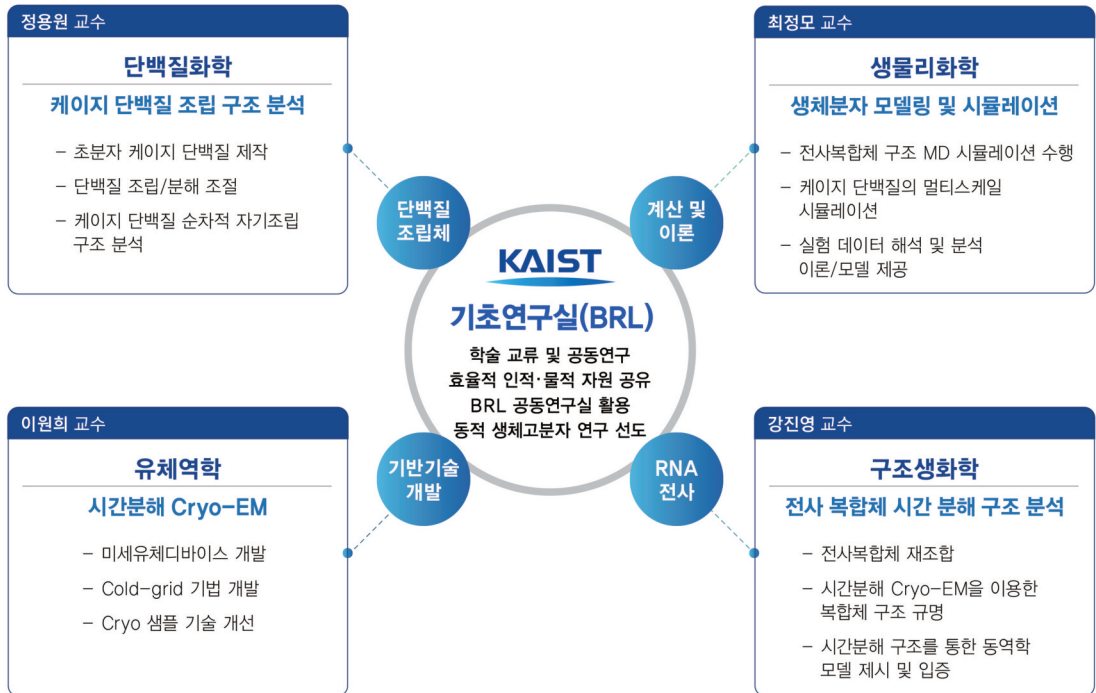 정용원 교수
단백질화학
케이지 단백질 조립 구조 분석
– 초분자 케이지 단백질 제작
– 단백질 조립/분해 조절
– 케이지 단백질 순차적 자기조립
구조 분석
최정모 교수
생물리화학
생체분자 모델링 및 시뮬레이션
– 전사복합체 구조 MD 시뮬레이션 수행
– 케이지 단백질의 멀티스케일
시뮬레이션
– 실험 데이터 해석 및 분석
이론/모델 제공
단백질
조립체
계산 및
이론
KAIST
기초연구실(BRL)
학술 교류 및 공동연구
효율적 인적·물적 자원 공유
BRL 공동연구실 활용
동적 생체고분자 연구 선도
기반기술
개발
RNA
전사
이원희 교수
유체역학
시간분해 Cryo-EM
– 미세유체디바이스 개발
– Cold-grid 기법 개발
– Cryo 샘플 기술 개선
강진영 교수
구조생화학
전사 복합체 시간 분해 구조 분석
– 전사복합체 재조합
– 시간분해 Cryo-EM을 이용한
복합체 구조 규명
– 시간분해 구조를 통한 동역학
모델 제시 및 입증